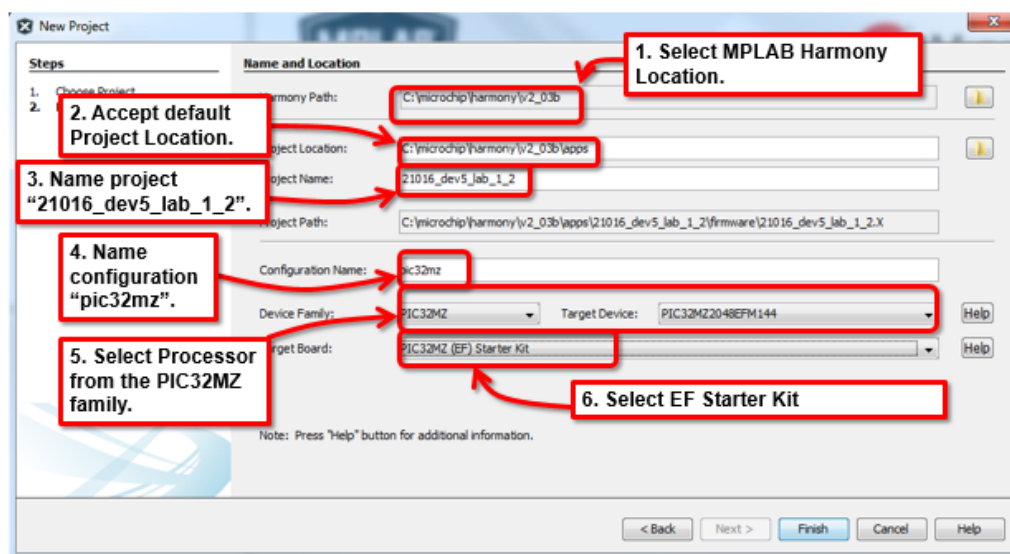 New Project
Steps
1. Choose Project
2.
Name and Location
1. Select MPLAB Harmony
Location.
Harmony Path: C:\microchip\harmony\v2_03b
2. Accept default
Project Location.
Project Location: C:\microchip\harmony\v2_03b\apps
3. Name project
“21016_dev5_lab_1_2”.
Project Name: 21016_dev5_lab_1_2
Project Path: C:\microchip\harmony\v2_03b\apps\21016_dev5_lab_1_2\firmware\21016_dev5_lab_1_2.X
4. Name
configuration
“pic32mz”.
Configuration Name: pic32mz
Device Family: PIC32MZ Target Device: PIC32MZ2048EFM144 Help
5. Select Processor
from the PIC32MZ
family.
Target Board: PIC32MZ (EF) Starter Kit Help
6. Select EF Starter Kit
Note: Press "Help" button for additional information.
< Back Next > Finish Cancel Help